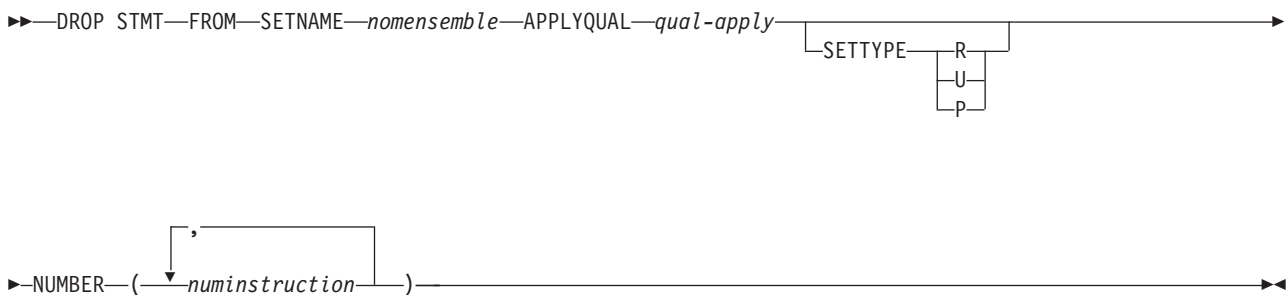 DROP STMT FROM SETNAME nomensemble APPLYQUAL qual-apply
SETTYPE R
U
P
,
NUMBER ( numinstruction )